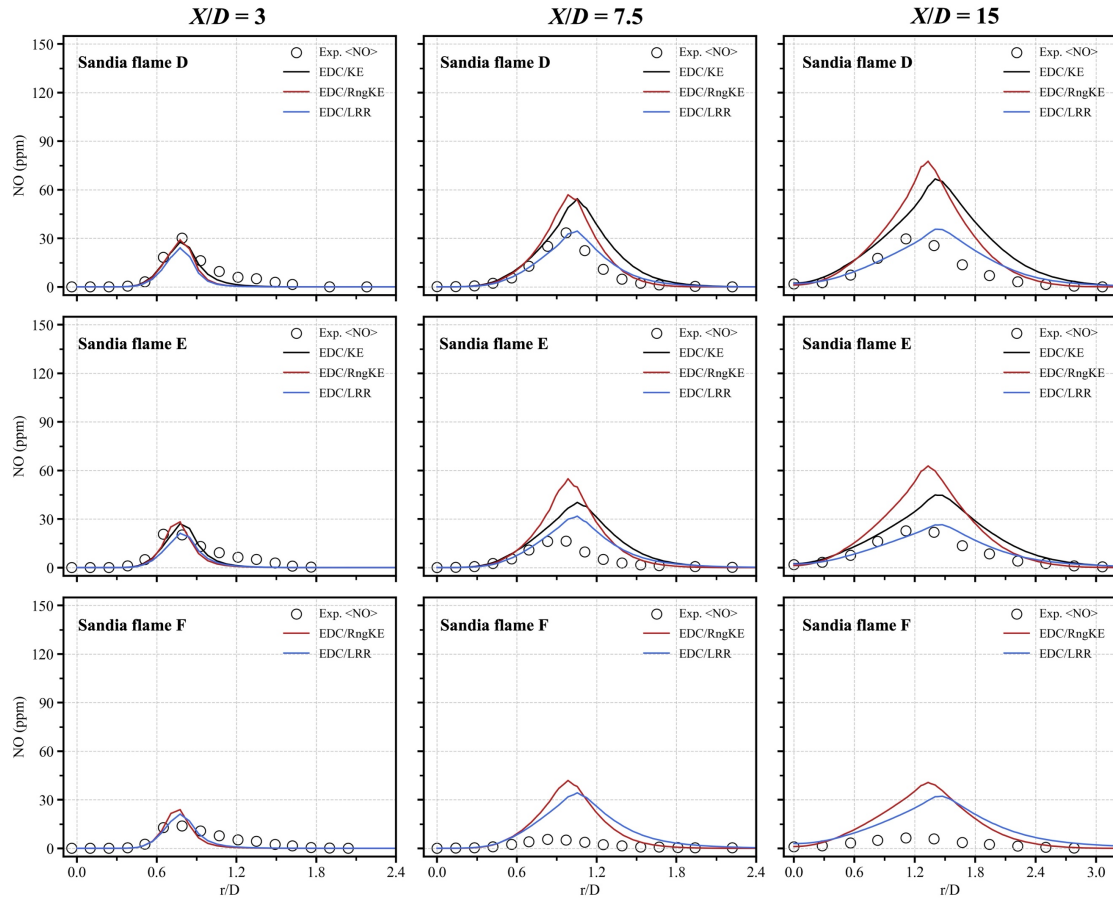 X/D = 3
X/D = 7.5
X/D = 15
150
120
90
60
30
0
NO (ppm)
Sandia flame D
Exp. <NO>
EDC/KE
EDC/RngKE
EDC/LRR
Sandia flame D
Exp. <NO>
EDC/KE
EDC/RngKE
EDC/LRR
Sandia flame D
Exp. <NO>
EDC/KE
EDC/RngKE
EDC/LRR
150
120
90
60
30
0
NO (ppm)
Sandia flame E
Exp. <NO>
EDC/KE
EDC/RngKE
EDC/LRR
Sandia flame E
Exp. <NO>
EDC/KE
EDC/RngKE
EDC/LRR
Sandia flame E
Exp. <NO>
EDC/KE
EDC/RngKE
EDC/LRR
150
120
90
60
30
0
NO (ppm)
Sandia flame F
Exp. <NO>
EDC/RngKE
EDC/LRR
Sandia flame F
Exp. <NO>
EDC/RngKE
EDC/LRR
Sandia flame F
Exp. <NO>
EDC/RngKE
EDC/LRR
0.0 0.6 1.2 1.8 2.4
0.0 0.6 1.2 1.8 2.4
0.0 0.6 1.2 1.8 2.4 3.0
r/D
r/D
r/D